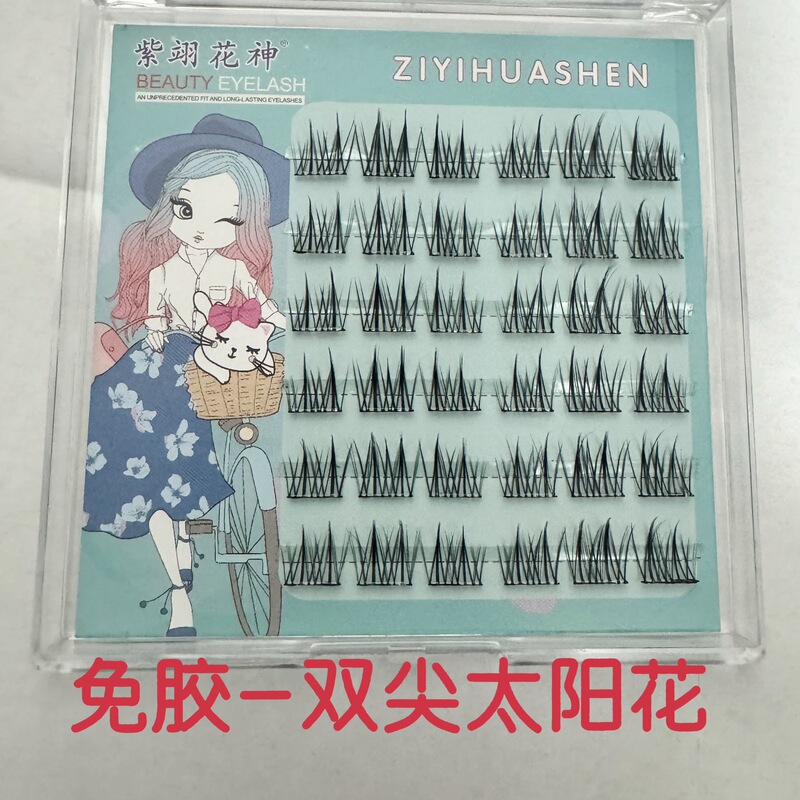 紫翊花神®
BEAUTY EYELASH
AN UNPRECEDENTED FIT AND LONG-LASTING EYELASHES
ZIYIHUASHEN
免胶-双尖太阳花